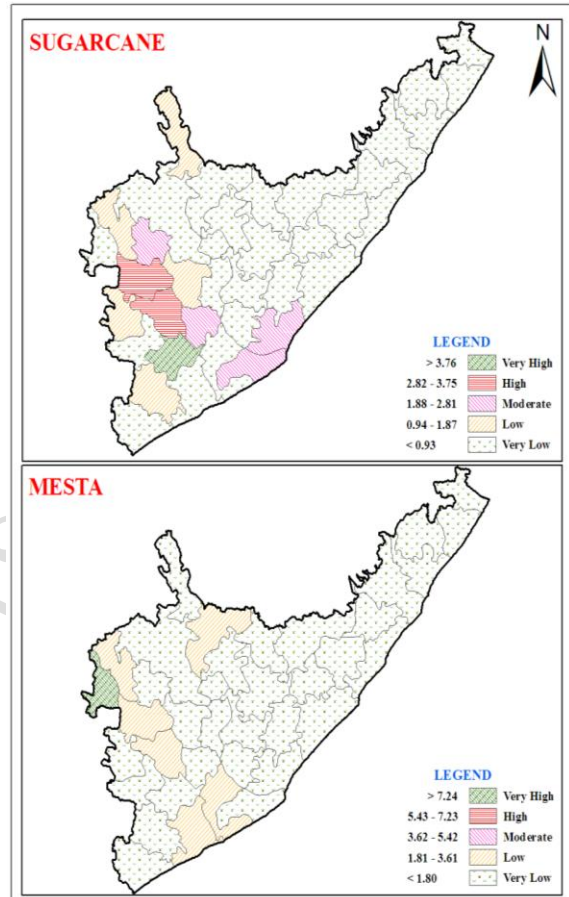 SUGARCANE
N
LEGEND
> 3.76 Very High
2.82 - 3.75 High
1.88 - 2.81 Moderate
0.94 - 1.87 Low
< 0.93 Very Low
MESTA
LEGEND
> 7.24 Very High
5.43 - 7.23 High
3.62 - 5.42 Moderate
1.81 - 3.61 Low
< 1.80 Very Low